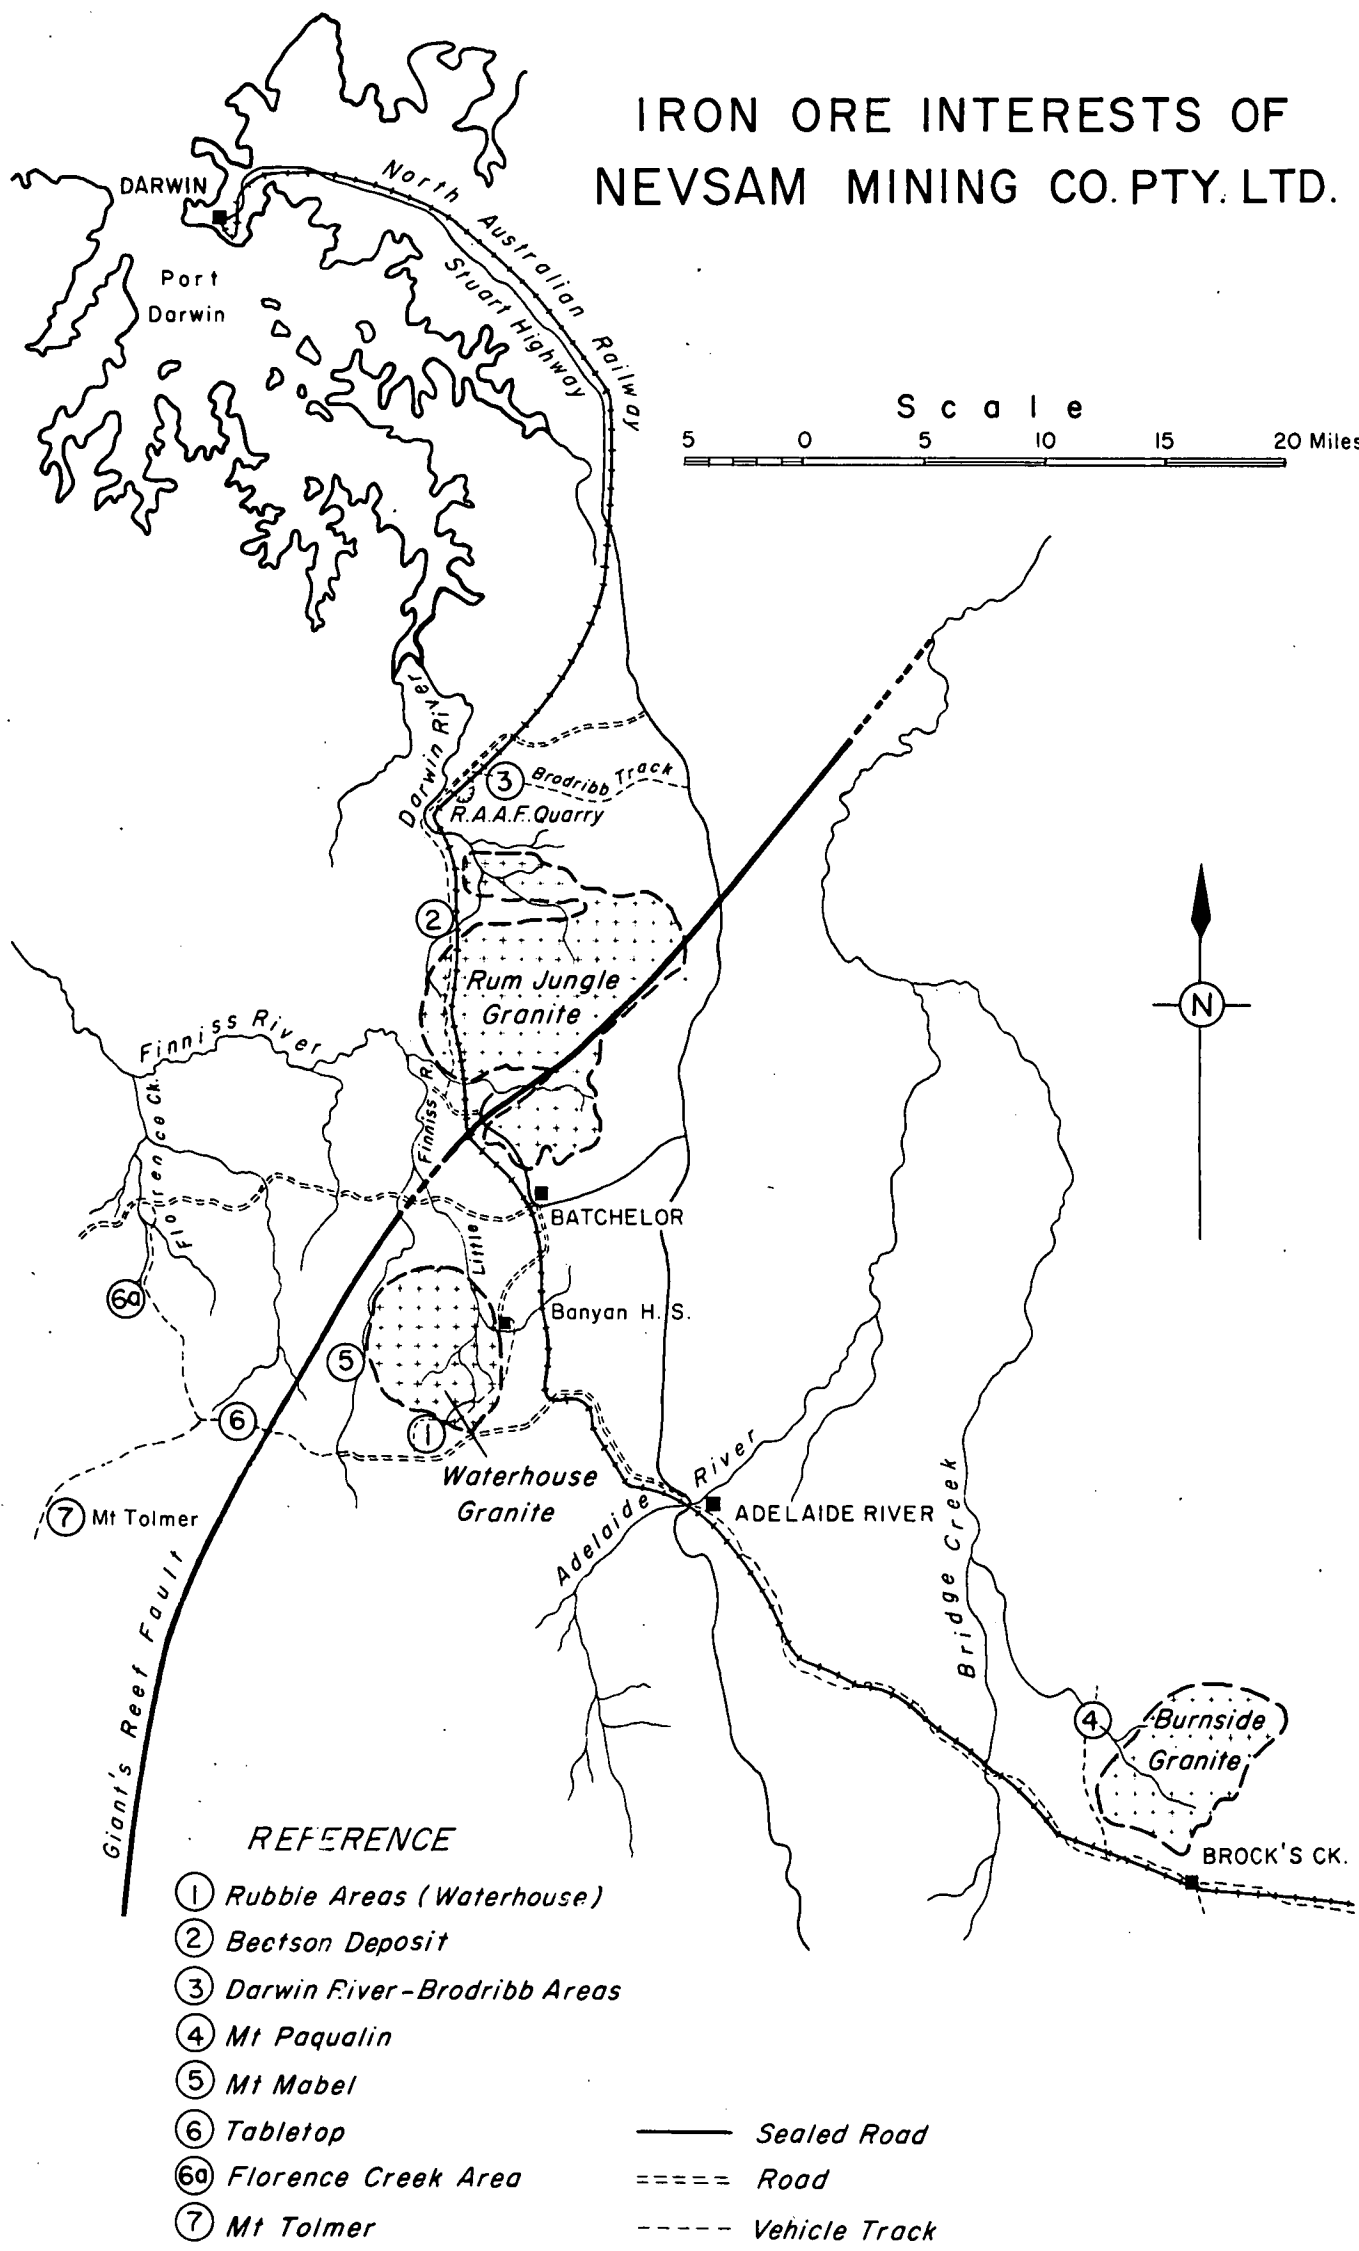 IRON ORE INTERESTS OF
NEVSAM MINING CO. PTY. LTD.
DARWIN
North Australian Railway
Stuart Highway
Port
Darwin
Scale
5 0 5 10 15 20 Miles
Darwin River
3
Brodribb Track
R.A.A.F. Quarry
2
Rum Jungle
Granite
N
Finniss River
Finniss R.
Little
Florence Ck.
BATCHELOR
6a
Banyan H. S.
5
6
1
Waterhouse
Granite
7
Mt Tolmer
Adelaide River
ADELAIDE RIVER
Bridge Creek
Giant's Reef Fault
4
Burnside
Granite
BROCK'S CK.
REFERENCE
1 Rubble Areas (Waterhouse)
2 Bectson Deposit
3 Darwin River-Brodribb Areas
4 Mt Paqualin
5 Mt Mabel
6 Tabletop
6a Florence Creek Area
7 Mt Tolmer
Sealed Road
Road
Vehicle Track